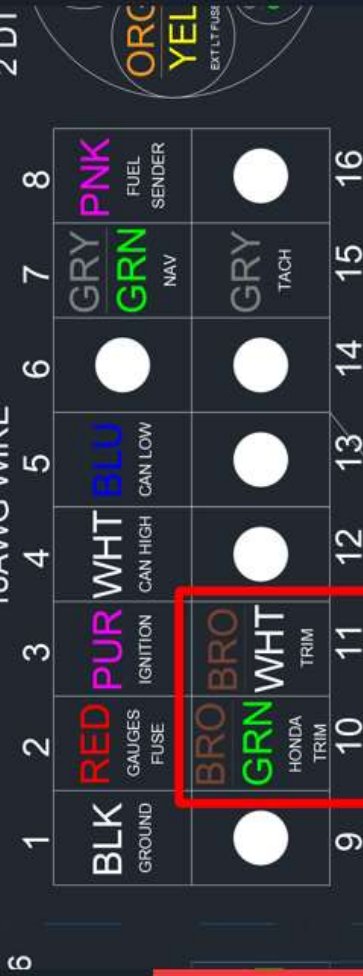 6
WIRE
2 DT
1 2 3 4 5 6 7 8
BLK
GROUND
RED
GAUGES
FUSE
PUR
IGNITION
WHT
CAN HIGH
BLU
CAN LOW
GRY
GRN
NAV
PNK
FUEL
SENDER
BRO
GRN
HONDA
TRIM
BRO
WHT
TRIM
GRY
TACH
9 10 11 12 13 14 15 16
ORG
YEL
EXT LT FUSE